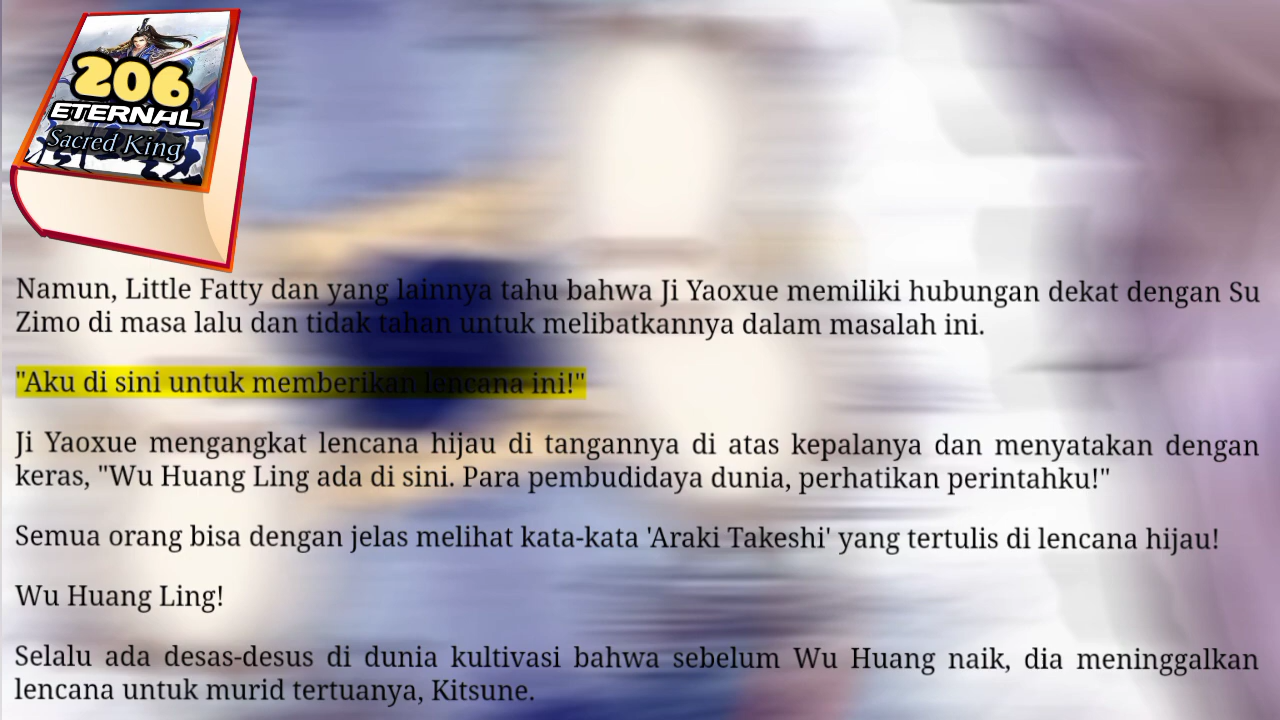 206
ETERNAL
Sacred King
Namun, Little Fatty dan yang lainnya tahu bahwa Ji Yaoxue memiliki hubungan dekat dengan Su
Zimo di masa lalu dan tidak tahan untuk melibatkannya dalam masalah ini.
"Aku di sini untuk memberikan lencana ini!"
Ji Yaoxue mengangkat lencana hijau di tangannya di atas kepalanya dan menyatakan dengan
keras, "Wu Huang Ling ada di sini. Para pembudidaya dunia, perhatikan perintahku!"
Semua orang bisa dengan jelas melihat kata-kata 'Araki Takeshi' yang tertulis di lencana hijau!
Wu Huang Ling!
Selalu ada desas-desus di dunia kultivasi bahwa sebelum Wu Huang naik, dia meninggalkan
lencana untuk murid tertuanya, Kitsune.